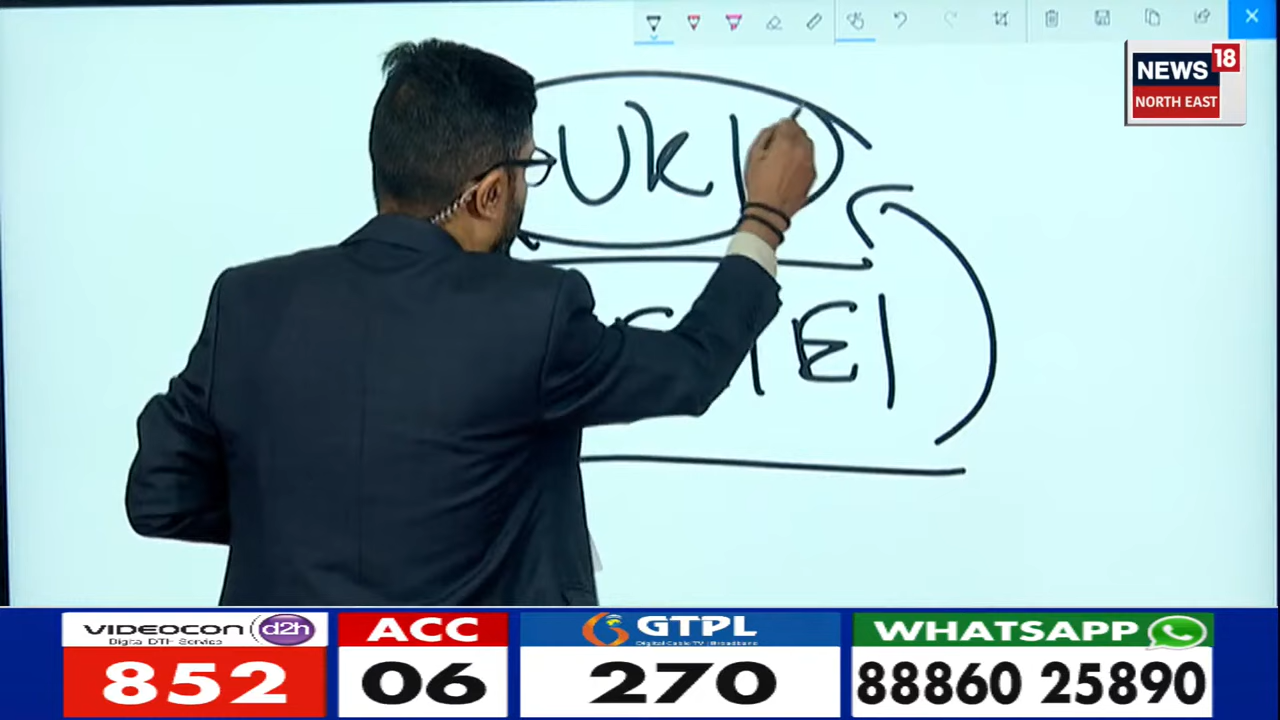 NEWS 18
NORTH EAST
UK
E
VIDEOCON d2h
Digital DTH Service
852
ACC
06
GTPL
Digital Cable TV | Broadband
270
WHATSAPP
88860 25890